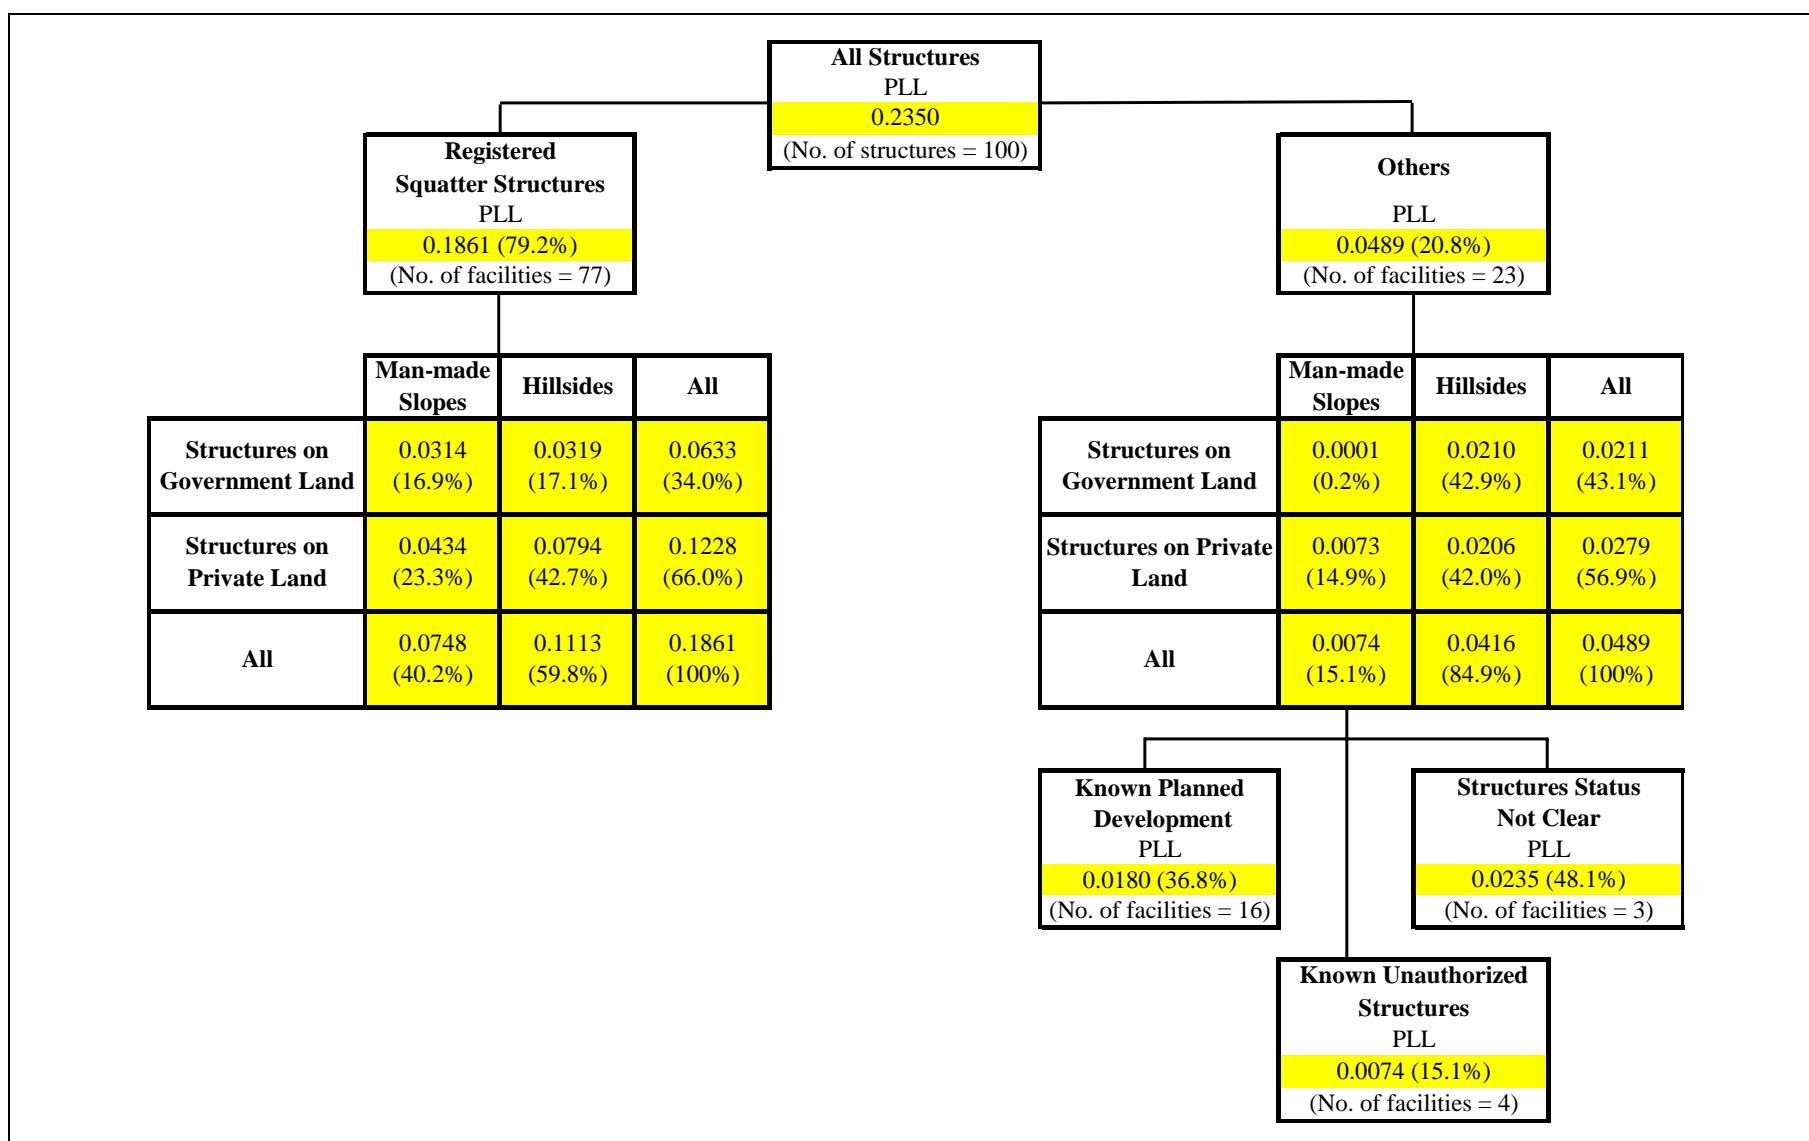 All Structures
PLL
0.2350
(No. of structures = 100)
Registered
Squatter Structures
PLL
0.1861 (79.2%)
(No. of facilities = 77)
Others
PLL
0.0489 (20.8%)
(No. of facilities = 23)
Man-made
Slopes
Hillsides
All
Structures on
Government Land
0.0314
(16.9%)
0.0319
(17.1%)
0.0633
(34.0%)
Structures on
Private Land
0.0434
(23.3%)
0.0794
(42.7%)
0.1228
(66.0%)
All
0.0748
(40.2%)
0.1113
(59.8%)
0.1861
(100%)
Man-made
Slopes
Hillsides
All
Structures on
Government Land
0.0001
(0.2%)
0.0210
(42.9%)
0.0211
(43.1%)
Structures on Private
Land
0.0073
(14.9%)
0.0206
(42.0%)
0.0279
(56.9%)
All
0.0074
(15.1%)
0.0416
(84.9%)
0.0489
(100%)
Known Planned
Development
PLL
0.0180 (36.8%)
(No. of facilities = 16)
Structures Status
Not Clear
PLL
0.0235 (48.1%)
(No. of facilities = 3)
Known Unauthorized
Structures
PLL
0.0074 (15.1%)
(No. of facilities = 4)